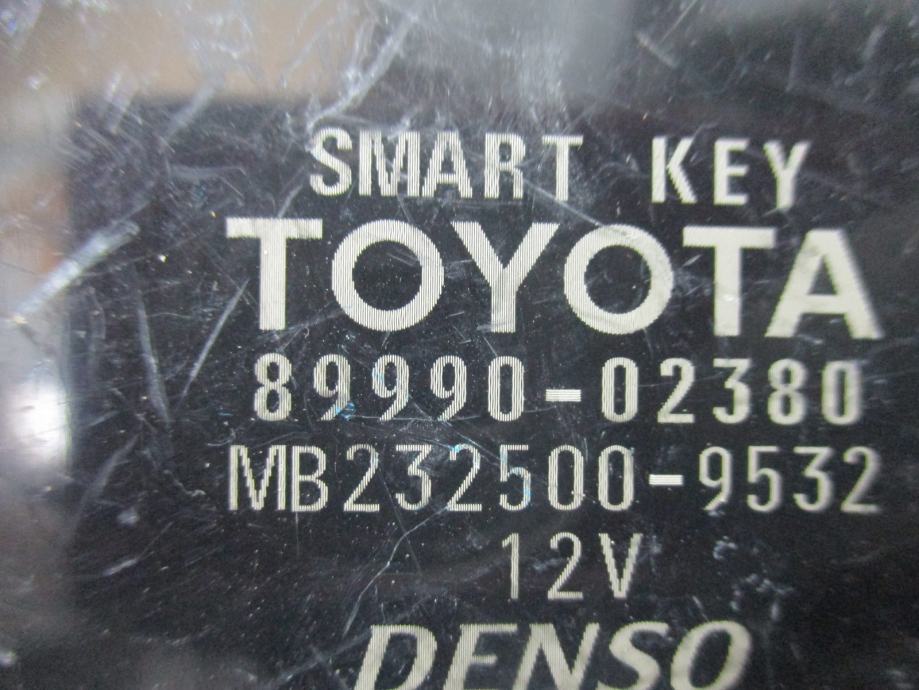 SMART KEY
TOYOTA
89990-02380
MB232500-9532
12V
DENSO